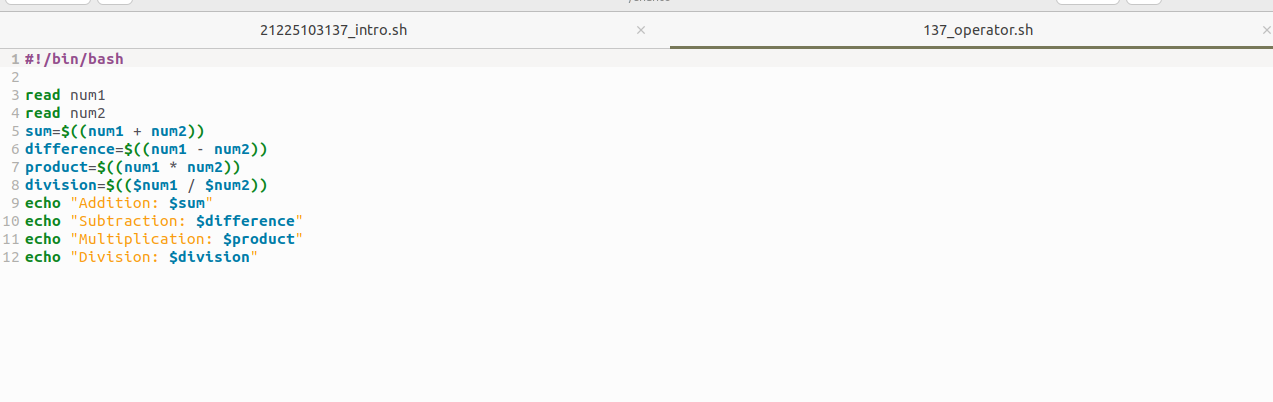 21225103137_intro.sh × 137_operator.sh ×
1 #!/bin/bash
2
3 read num1
4 read num2
5 sum=$((num1 + num2))
6 difference=$((num1 - num2))
7 product=$((num1 * num2))
8 division=$(($num1 / $num2))
9 echo "Addition: $sum"
10 echo "Subtraction: $difference"
11 echo "Multiplication: $product"
12 echo "Division: $division"